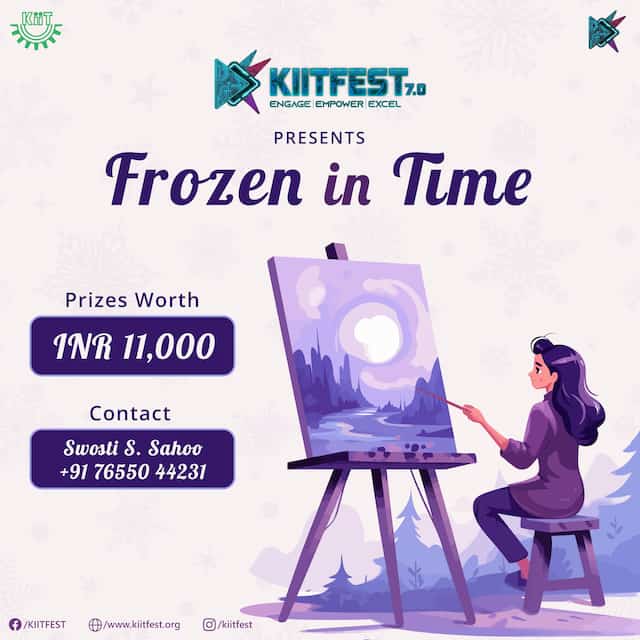 KiiT
KIITFEST 7.0
ENGAGE | EMPOWER | EXCEL
PRESENTS
Frozen in Time
Prizes Worth
INR 11,000
Contact
Swosti S. Sahoo
+91 76550 44231
/KIITFEST
/www.kiitfest.org
/kiitfest